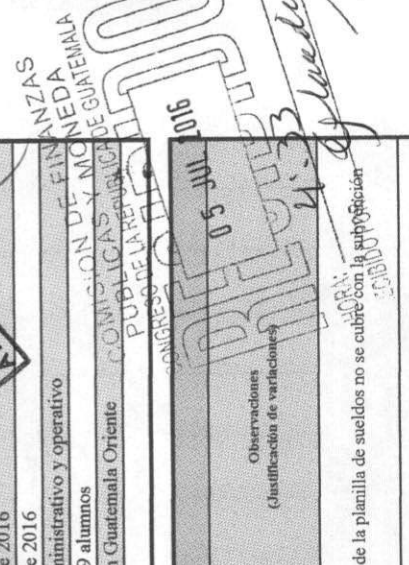 e 2016
e 2016
ministrativo y operativo
9 alumnos
n Guatemala Oriente
COMISION DE FINANZAS
PUBLICAS Y MONEDA
CONGRESO DE LA REPUBLICA DE GUATEMALA
RECIBIDO
05 JUL 2016
4:33
HORA:
RECIBIDO POR
Observaciones
(Justificación de variaciones)
de la planilla de sueldos no se cubre con la